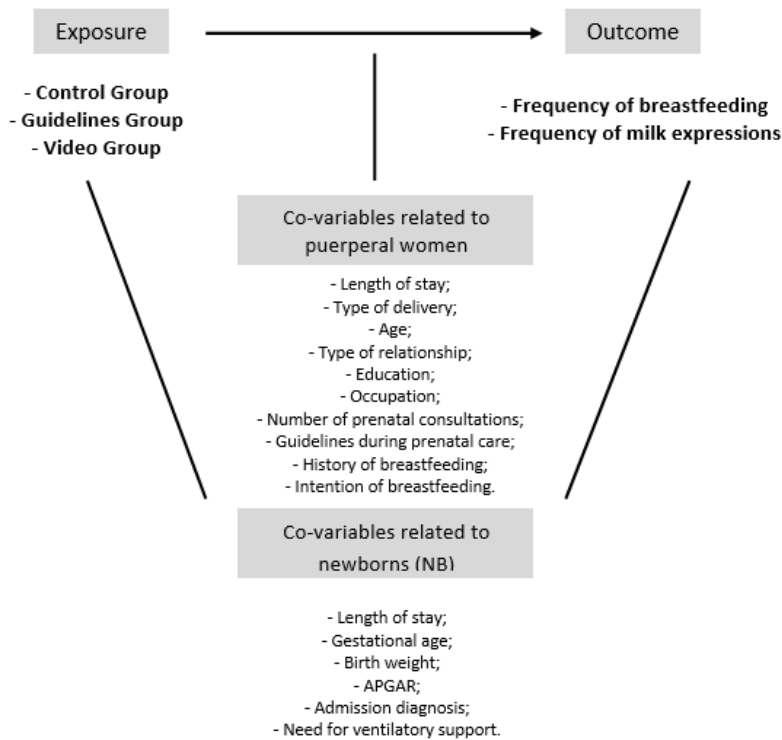 Exposure
Outcome
- Control Group
- Guidelines Group
- Video Group
- Frequency of breastfeeding
- Frequency of milk expressions
Co-variables related to
puerperal women
- Length of stay;
- Type of delivery;
- Age;
- Type of relationship;
- Education;
- Occupation;
- Number of prenatal consultations;
- Guidelines during prenatal care;
- History of breastfeeding;
- Intention of breastfeeding.
Co-variables related to
newborns (NB)
- Length of stay;
- Gestational age;
- Birth weight;
- APGAR;
- Admission diagnosis;
- Need for ventilatory support.